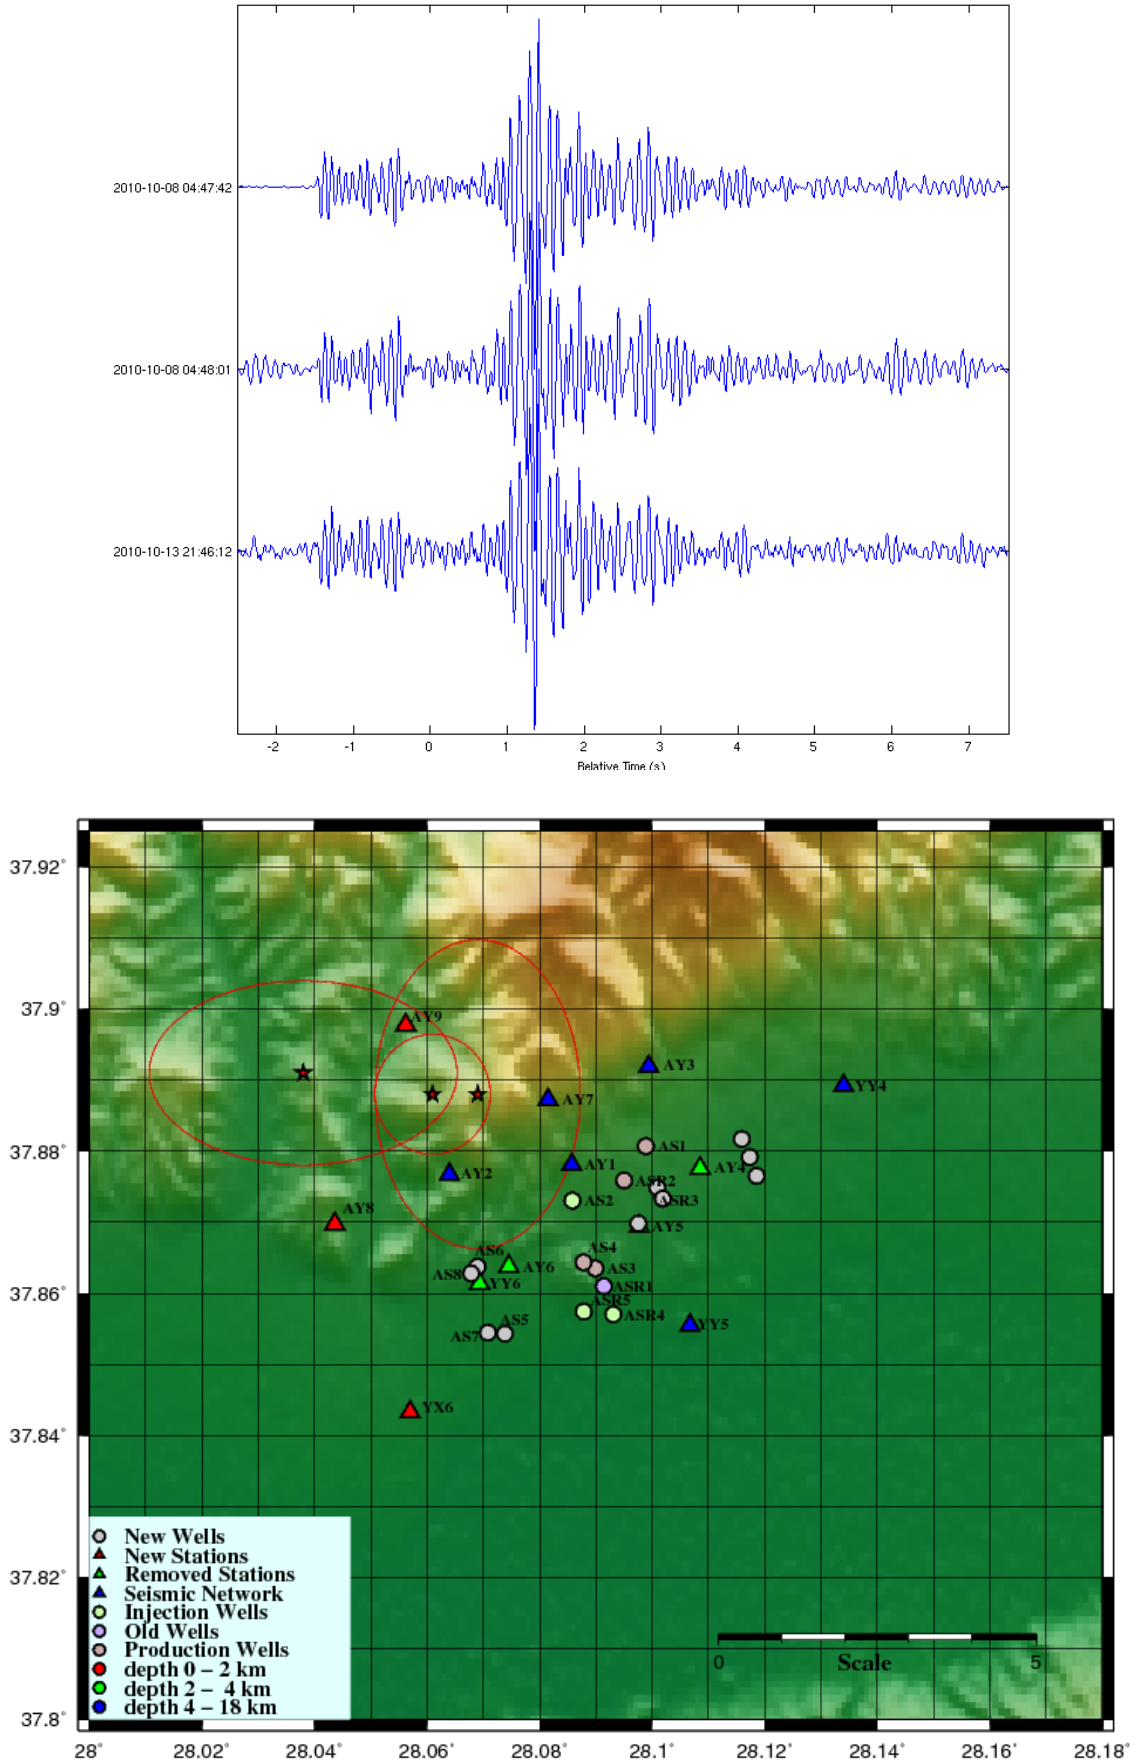 2010-10-08 04:47:42
2010-10-08 04:48:01
2010-10-13 21:46:12
-2 -1 0 1 2 3 4 5 6 7
Relative Time (s)
37.92°
37.9°
37.88°
37.86°
37.84°
37.82°
37.8°
AY9
AY3
AY7
YY4
AS1
AY2
AY1
AY4
ASR2
AS2
ASR3
AY8
AY5
AS6
AS4
AS8
AY6
AS3
YY6
ASR1
ASR5
ASR4
YY5
AS5
AS7
YX6
New Wells
New Stations
Removed Stations
Seismic Network
Injection Wells
Old Wells
Production Wells
depth 0 – 2 km
depth 2 – 4 km
depth 4 – 18 km
0 Scale 5
28° 28.02° 28.04° 28.06° 28.08° 28.1° 28.12° 28.14° 28.16° 28.18°